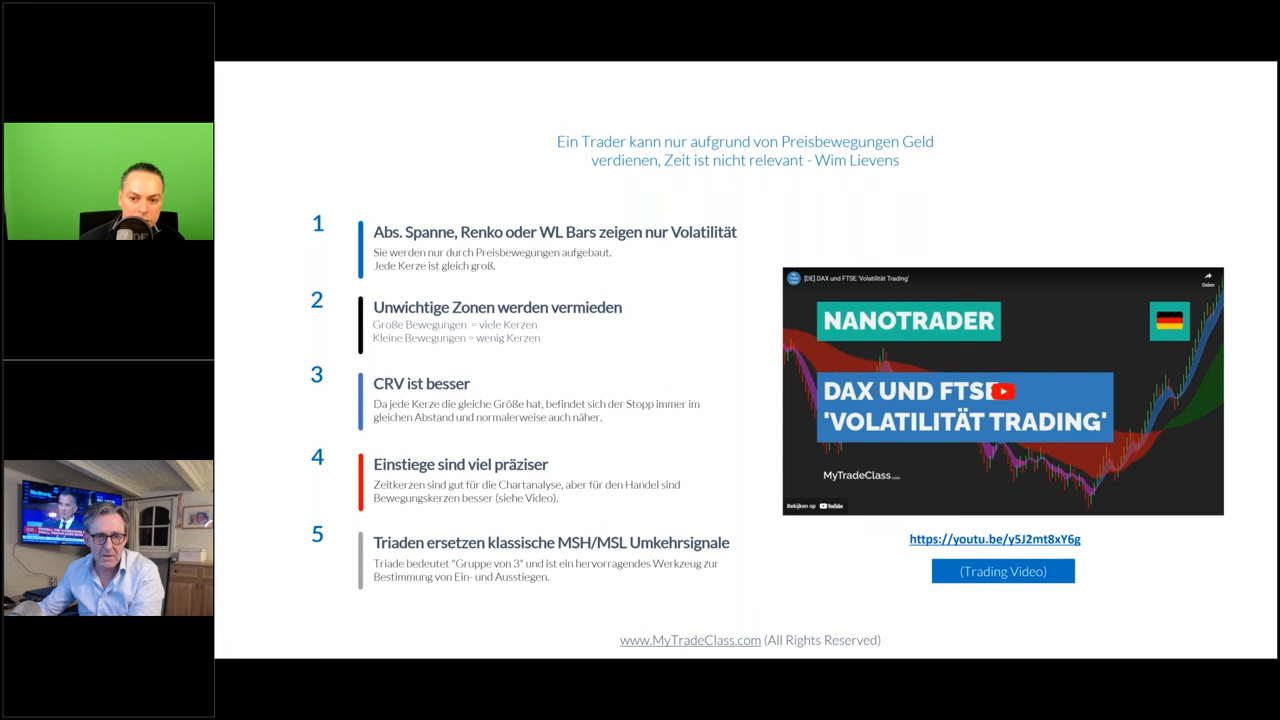 Ein Trader kann nur aufgrund von Preisbewegungen Geld
verdienen, Zeit ist nicht relevant - Wim Lievens
1
Abs. Spanne, Renko oder WL Bars zeigen nur Volatilität
Sie werden nur durch Preisbewegungen aufgebaut.
Jede Kerze ist gleich groß.
2
Unwichtige Zonen werden vermieden
Große Bewegungen = viele Kerzen
Kleine Bewegungen = wenig Kerzen
3
CRV ist besser
Da jede Kerze die gleiche Größe hat, befindet sich der Stopp immer im
gleichen Abstand und normalerweise auch näher.
4
Einstiege sind viel präziser
Zeitkerzen sind gut für die Chartanalyse, aber für den Handel sind
Bewegungskerzen besser (siehe Video).
5
Triaden ersetzen klassische MSH/MSL Umkehrsignale
Triade bedeutet "Gruppe von 3" und ist ein hervorragendes Werkzeug zur
Bestimmung von Ein- und Ausstiegen.
[DE] DAX und FTSE 'Volatilität Trading'
Delen
NANOTRADER
DAX UND FTSE
'VOLATILITÄT TRADING'
MyTradeClass.com
Bekijken op YouTube
https://youtu.be/y5J2mt8xY6g
(Trading Video)
www.MyTradeClass.com (All Rights Reserved)